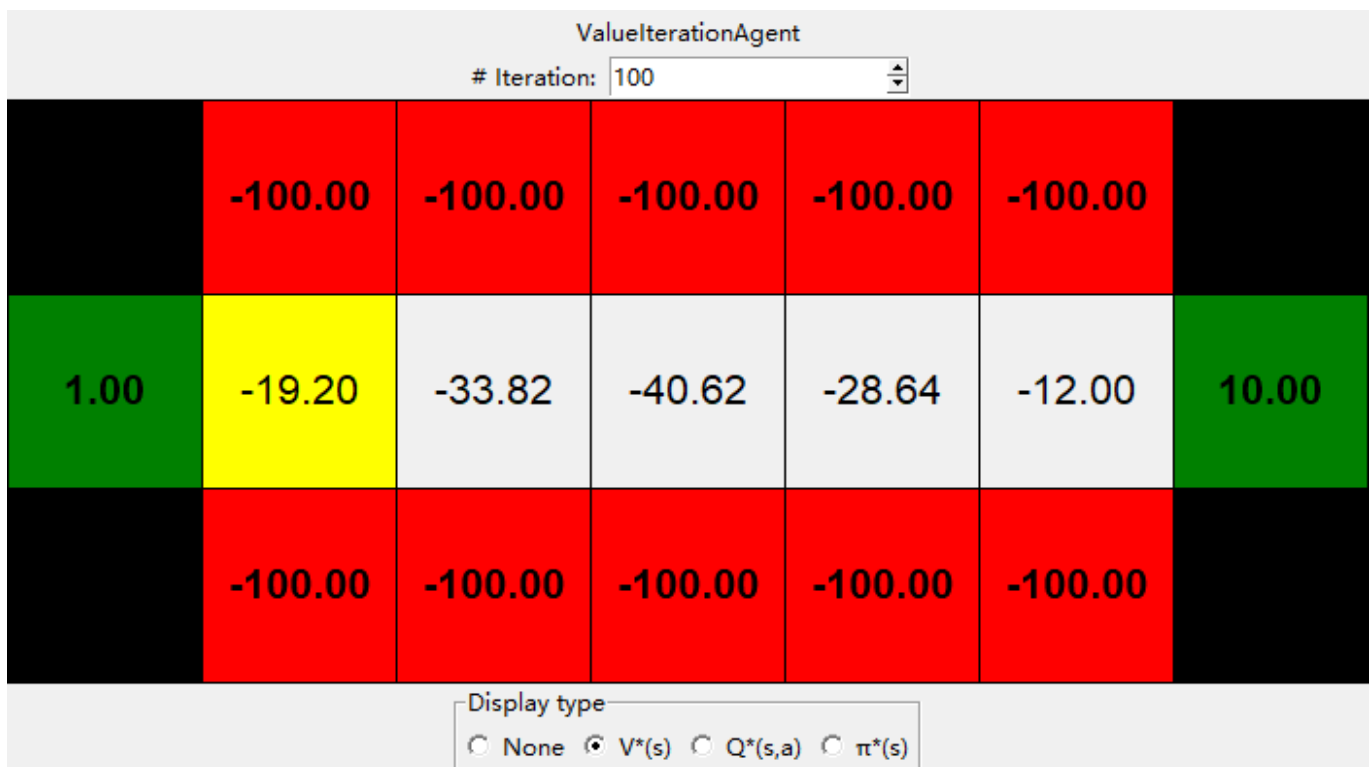 ValueIterationAgent
# Iteration: 100
-100.00 -100.00 -100.00 -100.00 -100.00
1.00 -19.20 -33.82 -40.62 -28.64 -12.00 10.00
-100.00 -100.00 -100.00 -100.00 -100.00
Display type
None V*(s) Q*(s,a) π*(s)